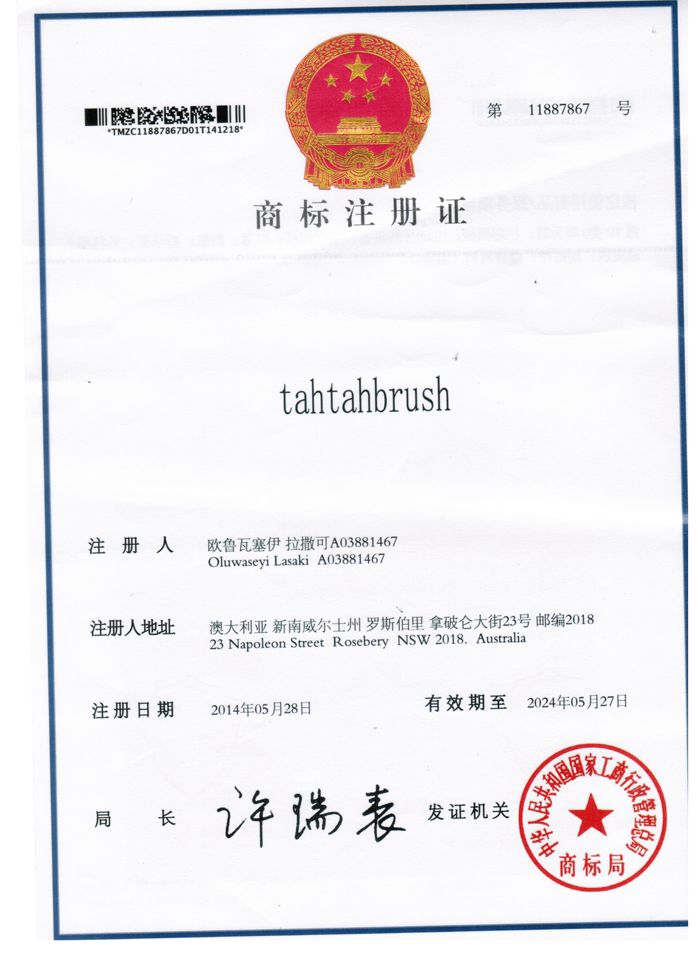 第 11887867 号
*TMZC11887867D01T141218*
商标注册证
tahtahbrush
注册人 欧鲁瓦塞伊 拉撒可A03881467
Oluwaseyi Lasaki A03881467
注册人地址 澳大利亚 新南威尔士州 罗斯伯里 拿破仑大街23号 邮编2018
23 Napoleon Street Rosebery NSW 2018. Australia
注册日期 2014年05月28日 有效期至 2024年05月27日
局长 许瑞表 发证机关
中华人民共和国国家工商行政管理总局
商标局